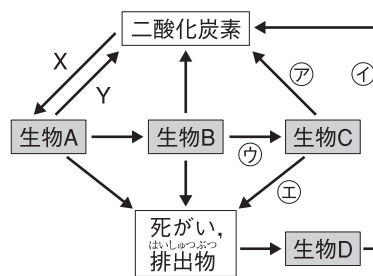 二酸化炭素
X
Y
㋐
㋑
生物A
生物B
㋒
生物C
㋓
死がい,
はいしゅつぶつ
排出物
生物D